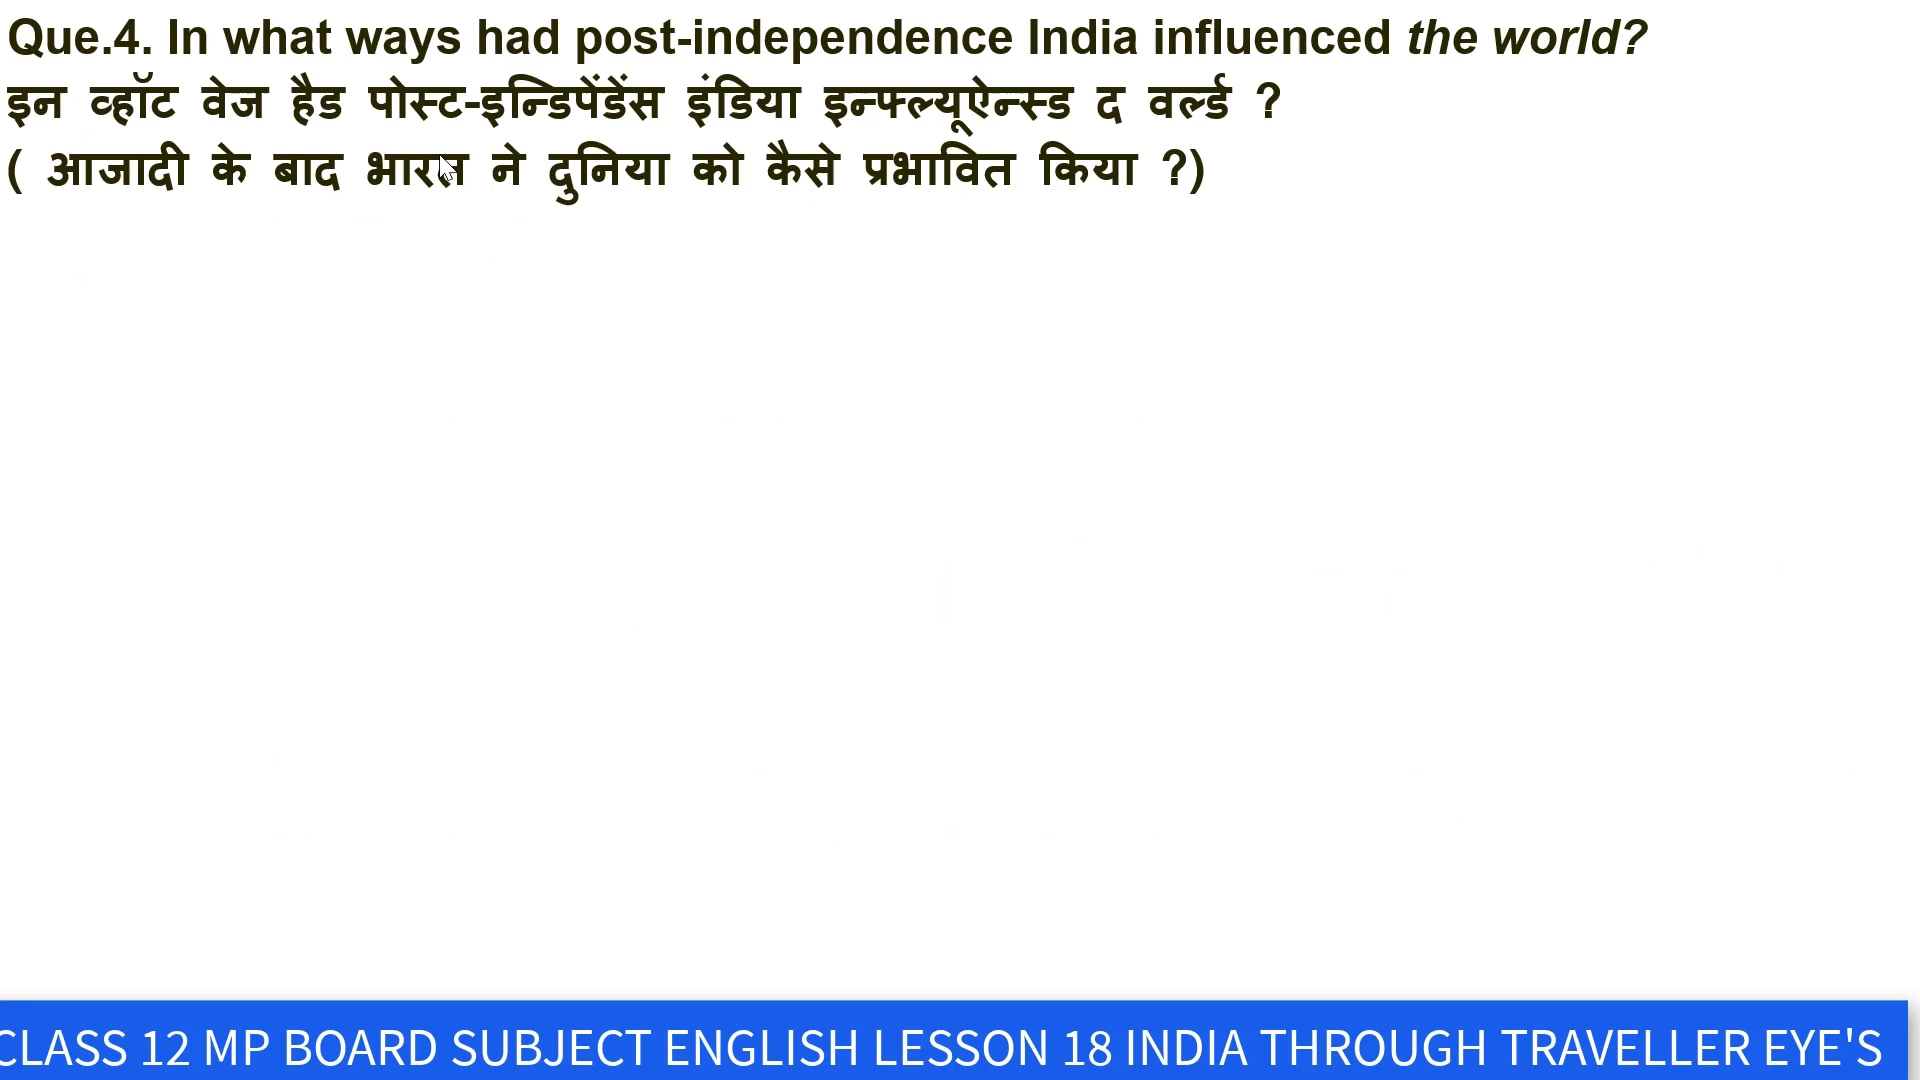 Que.4. In what ways had post-independence India influenced the world?
इन व्हॉट वेज हैड पोस्ट-इन्डिपेंडेंस इंडिया इन्फ्ल्यूऐन्स्ड द वर्ल्ड ?
( आजादी के बाद भारत ने दुनिया को कैसे प्रभावित किया ?)
CLASS 12 MP BOARD SUBJECT ENGLISH LESSON 18 INDIA THROUGH TRAVELLER EYE'S